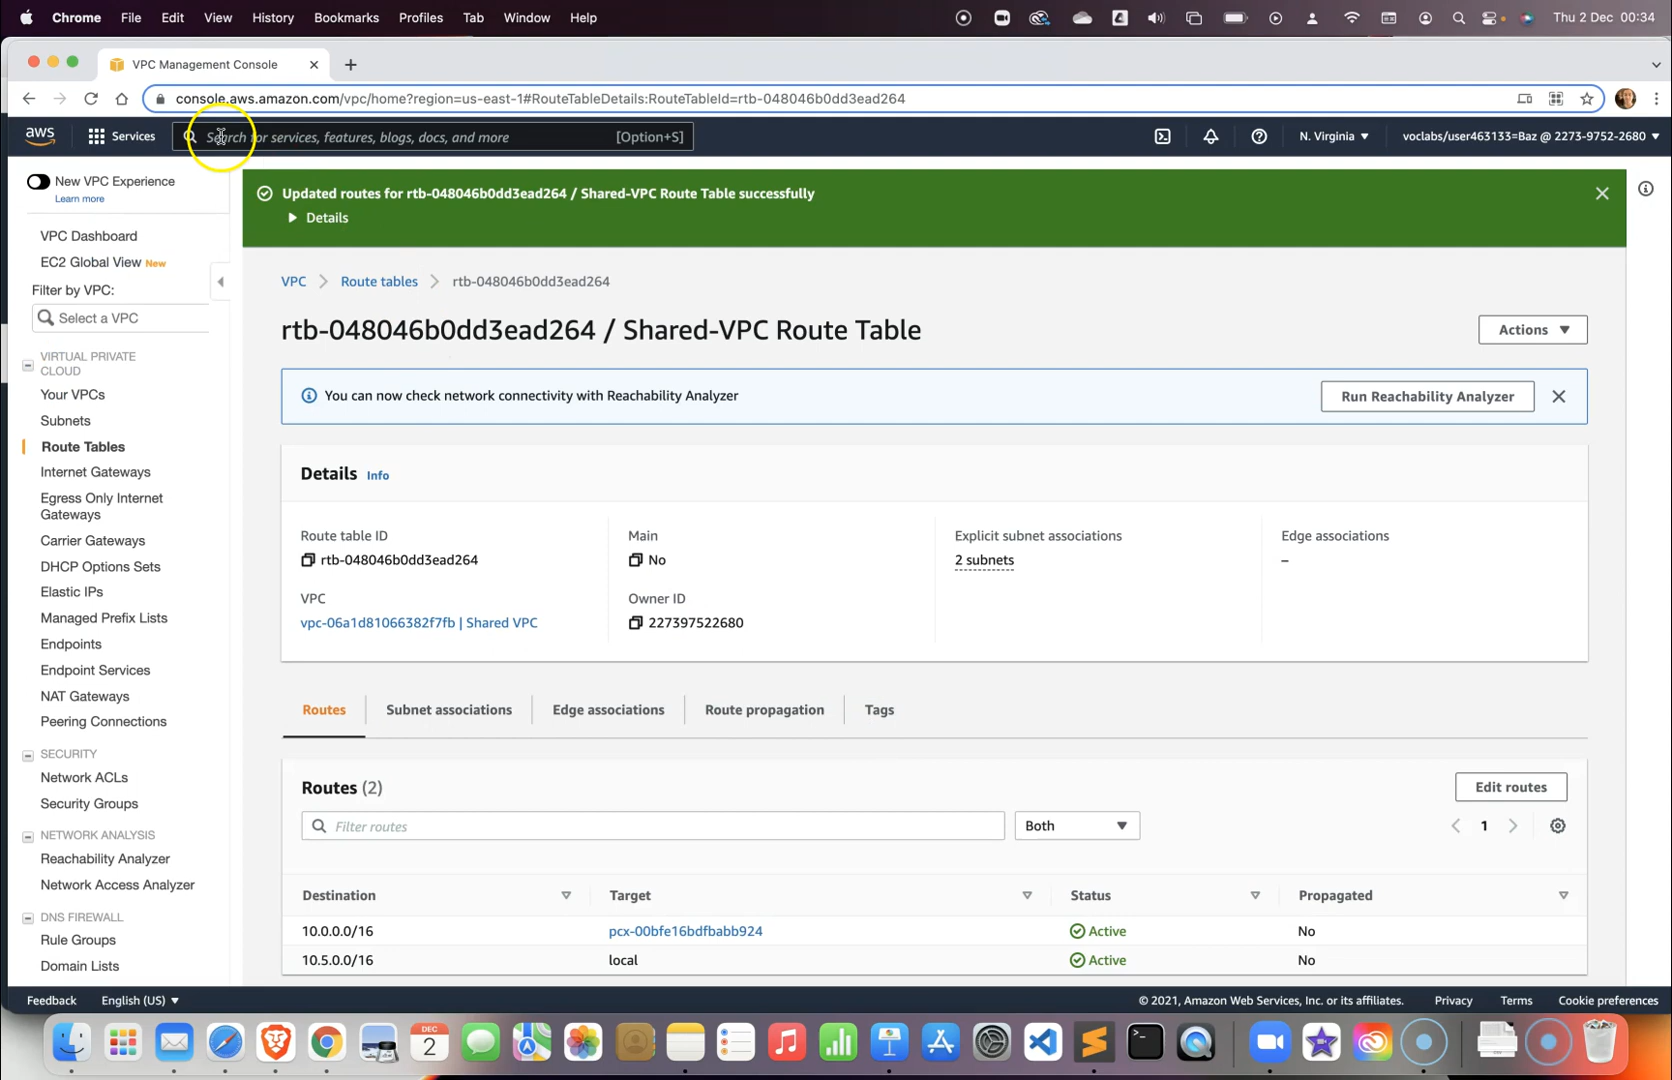 Chrome File Edit View History Bookmarks Profiles Tab Window Help Thu 2 Dec 00:34
VPC Management Console
console.aws.amazon.com/vpc/home?region=us-east-1#RouteTableDetails:RouteTableId=rtb-048046b0dd3ead264
aws Services Search for services, features, blogs, docs, and more [Option+S] N. Virginia voclabs/user463133=Baz @ 2273-9752-2680
New VPC Experience
Learn more
VPC Dashboard
EC2 Global View New
Filter by VPC:
Select a VPC
VIRTUAL PRIVATE
CLOUD
Your VPCs
Subnets
Route Tables
Internet Gateways
Egress Only Internet
Gateways
Carrier Gateways
DHCP Options Sets
Elastic IPs
Managed Prefix Lists
Endpoints
Endpoint Services
NAT Gateways
Peering Connections
SECURITY
Network ACLs
Security Groups
NETWORK ANALYSIS
Reachability Analyzer
Network Access Analyzer
DNS FIREWALL
Rule Groups
Domain Lists
Updated routes for rtb-048046b0dd3ead264 / Shared-VPC Route Table successfully
Details
VPC Route tables rtb-048046b0dd3ead264
rtb-048046b0dd3ead264 / Shared-VPC Route Table
Actions
You can now check network connectivity with Reachability Analyzer
Run Reachability Analyzer
Details Info
Route table ID Main Explicit subnet associations Edge associations
rtb-048046b0dd3ead264 No 2 subnets –
VPC Owner ID
vpc-06a1d81066382f7fb | Shared VPC 227397522680
Routes Subnet associations Edge associations Route propagation Tags
Routes (2)
Edit routes
Filter routes Both 1
Destination Target Status Propagated
10.0.0.0/16 pcx-00bfe16bdfbabb924 Active No
10.5.0.0/16 local Active No
Feedback English (US) © 2021, Amazon Web Services, Inc. or its affiliates. Privacy Terms Cookie preferences
DEC
2